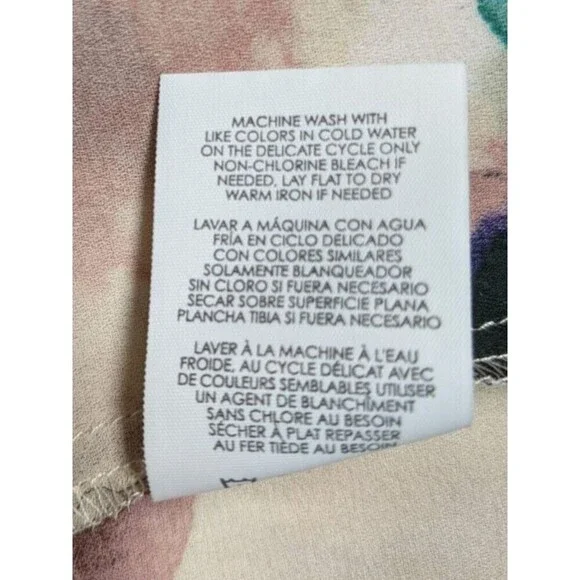 MACHINE WASH WITH
LIKE COLORS IN COLD WATER
ON THE DELICATE CYCLE ONLY
NON-CHLORINE BLEACH IF
NEEDED, LAY FLAT TO DRY
WARM IRON IF NEEDED
LAVAR A MÁQUINA CON AGUA
FRÍA EN CICLO DELICADO
CON COLORES SIMILARES
SOLAMENTE BLANQUEADOR
SIN CLORO SI FUERA NECESARIO
SECAR SOBRE SUPERFICIE PLANA
PLANCHA TIBIA SI FUERA NECESARIO
LAVER À LA MACHINE À L'EAU
FROIDE, AU CYCLE DÉLICAT AVEC
DE COULEURS SEMBLABLES UTILISER
UN AGENT DE BLANCHIMENT
SANS CHLORE AU BESOIN
SÉCHER À PLAT REPASSER
AU FER TIÈDE AU BESOIN